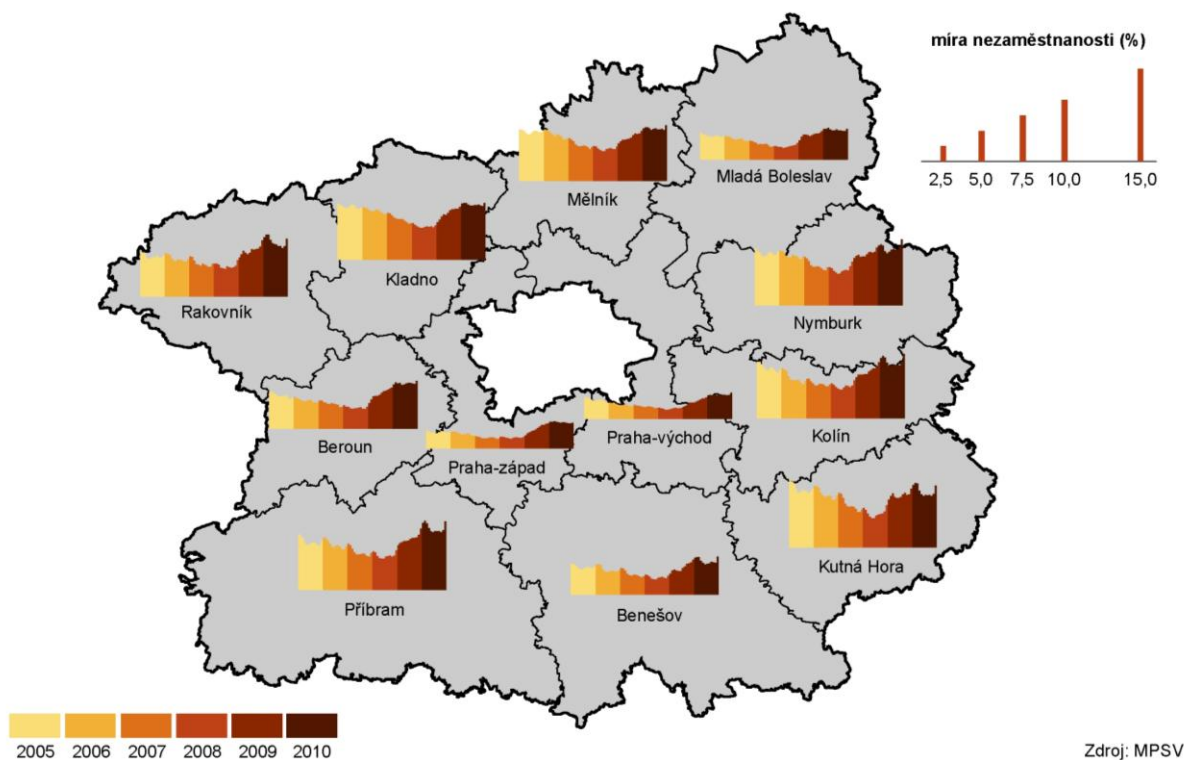 míra nezaměstnanosti (%)
2,5 5,0 7,5 10,0 15,0
Mladá Boleslav
Mělník
Kladno
Rakovník
Nymburk
Praha-východ
Kolín
Beroun
Praha-západ
Kutná Hora
Příbram
Benešov
2005 2006 2007 2008 2009 2010
Zdroj: MPSV